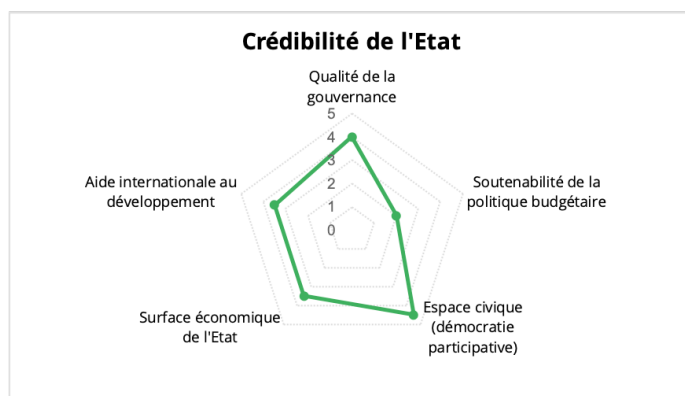 Crédibilité de l'Etat
Qualité de la
gouvernance
5
4
3
2
1
0
Aide internationale au
développement
Soutenabilité de la
politique budgétaire
Surface économique
de l'Etat
Espace civique
(démocratie
participative)